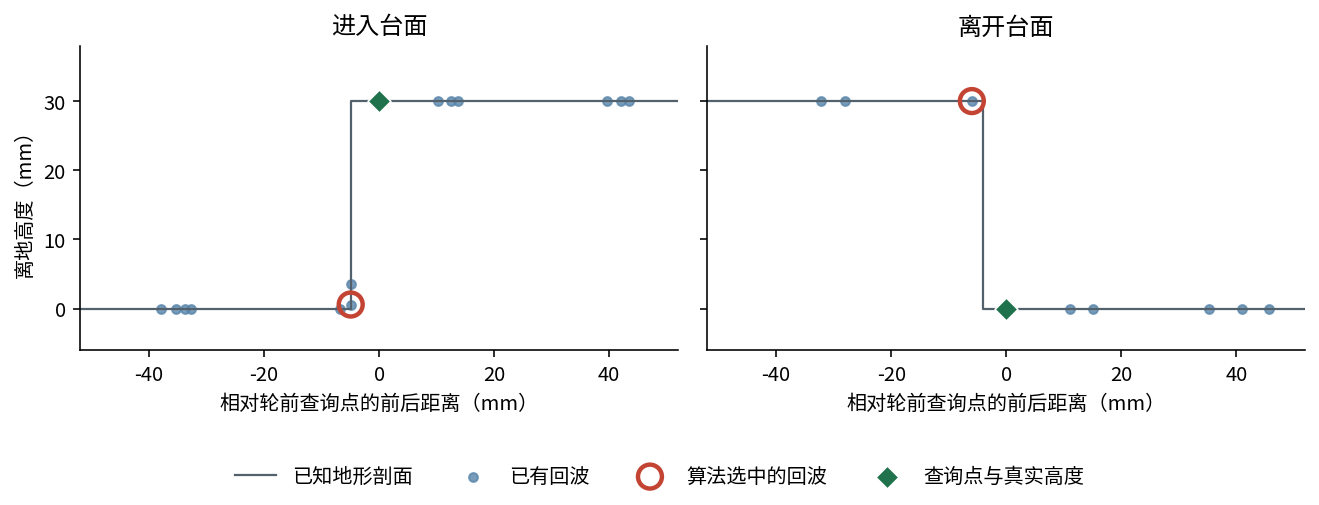 进入台面
离开台面
离地高度（mm）
30
20
10
0
-40
-20
0
20
40
-40
-20
0
20
40
相对轮前查询点的前后距离（mm）
相对轮前查询点的前后距离（mm）
已知地形剖面
已有回波
算法选中的回波
查询点与真实高度